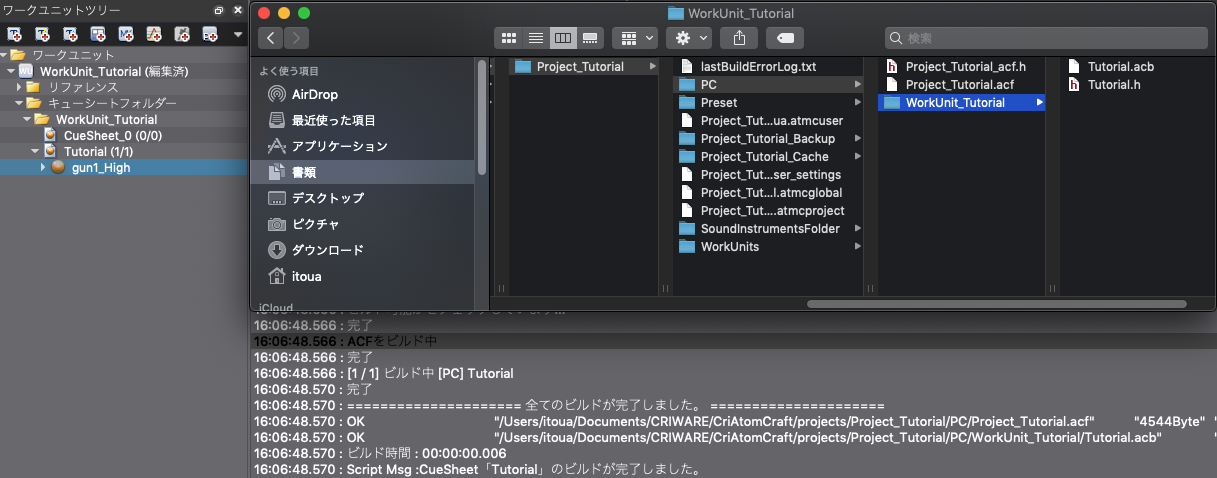 ワークユニットツリー
ワークユニット
WorkUnit_Tutorial (編集済)
リファレンス
キューシートフォルダー
WorkUnit_Tutorial
CueSheet_0 (0/0)
Tutorial (1/1)
gun1_High
WorkUnit_Tutorial
検索
よく使う項目
AirDrop
最近使った項目
アプリケーション
書類
デスクトップ
ピクチャ
ダウンロード
itoua
iCloud
Project_Tutorial
lastBuildErrorLog.txt
PC
Preset
Project_Tut...ua.atmcuser
Project_Tutorial_Backup
Project_Tutorial_Cache
Project_Tut...ser_settings
Project_Tut...l.atmcglobal
Project_Tut....atmcproject
SoundInstrumentsFolder
WorkUnits
Project_Tutorial_acf.h
Project_Tutorial.acf
WorkUnit_Tutorial
Tutorial.acb
Tutorial.h
16:06:48.566 : 完了
16:06:48.566 : ACFをビルド中
16:06:48.566 : 完了
16:06:48.566 : [1 / 1] ビルド中 [PC] Tutorial
16:06:48.570 : 完了
16:06:48.570 : ===================== 全てのビルドが完了しました。 =====================
16:06:48.570 : OK "/Users/itoua/Documents/CRIWARE/CriAtomCraft/projects/Project_Tutorial/PC/Project_Tutorial.acf" "4544Byte" "
16:06:48.570 : OK "/Users/itoua/Documents/CRIWARE/CriAtomCraft/projects/Project_Tutorial/PC/WorkUnit_Tutorial/Tutorial.acb" "
16:06:48.570 : ビルド時間 : 00:00:00.006
16:06:48.570 : Script Msg :CueSheet「Tutorial」のビルドが完了しました。